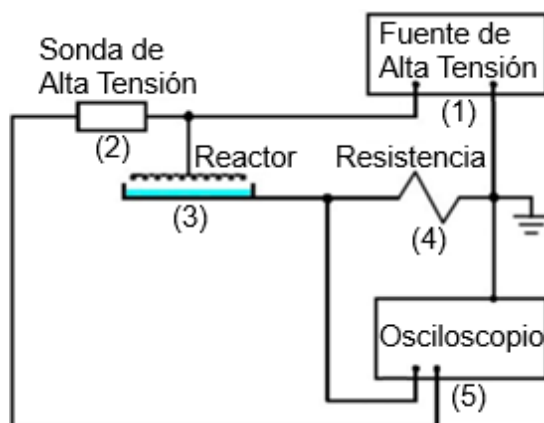 Sonda de
Alta Tensión
(2)
Fuente de
Alta Tensión
(1)
Reactor
(3)
Resistencia
(4)
Osciloscopio
(5)